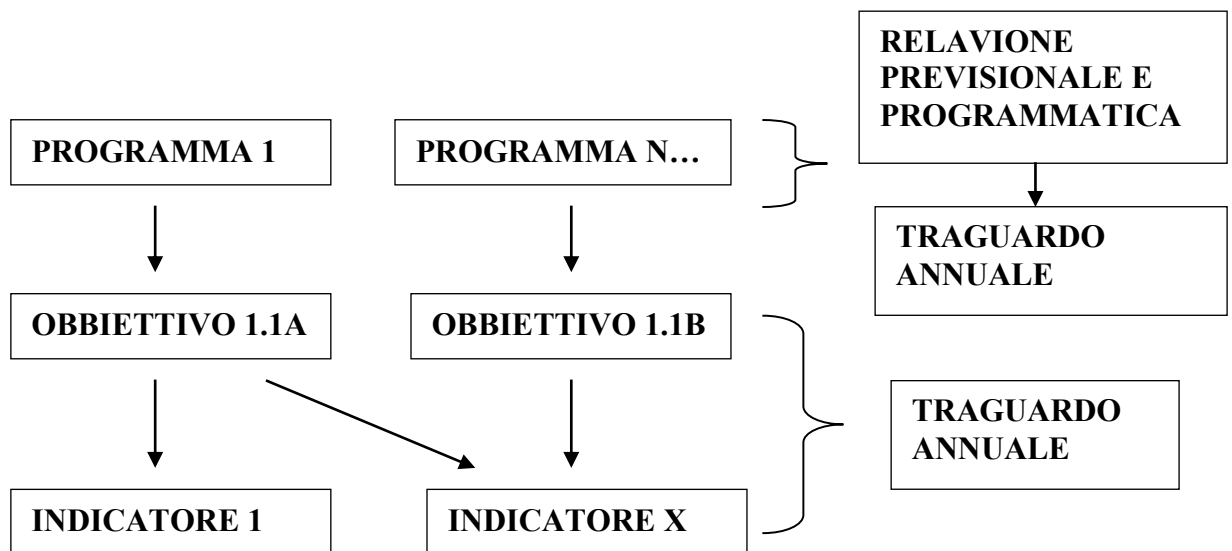 RELAVIONE
PREVISIONALE E
PROGRAMMATICA
PROGRAMMA 1
PROGRAMMA N…
TRAGUARDO
ANNUALE
OBBIETTIVO 1.1A
OBBIETTIVO 1.1B
TRAGUARDO
ANNUALE
INDICATORE 1
INDICATORE X